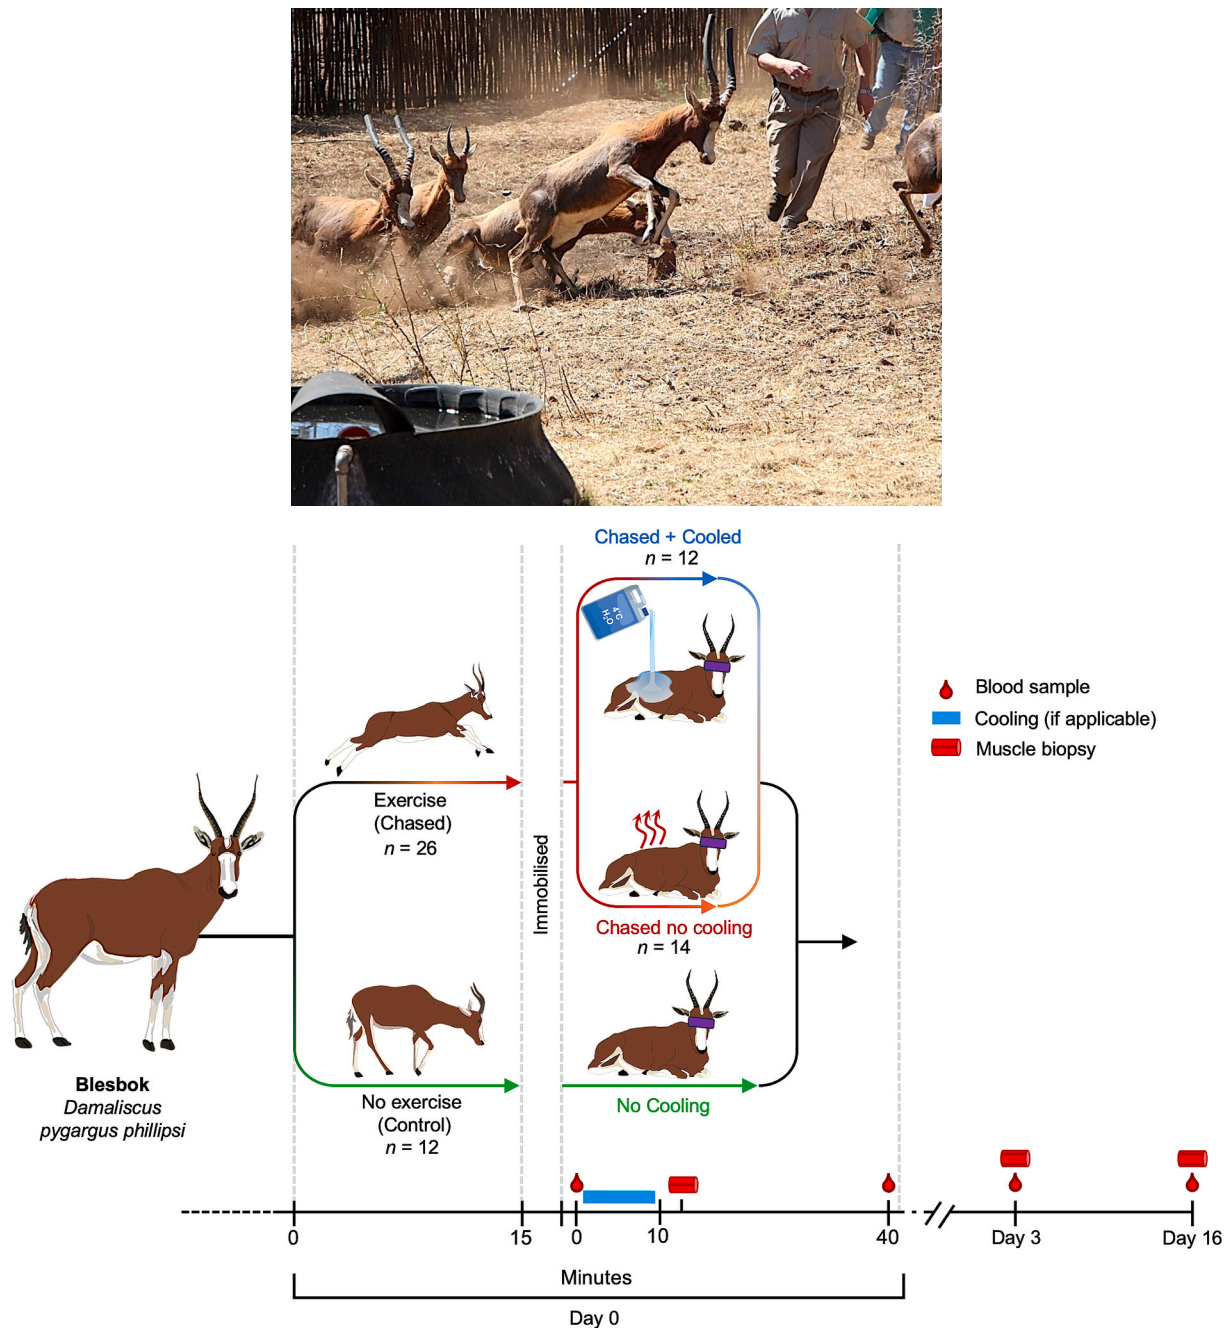 Chased + Cooled
n = 12
4°C
H₂O
Blood sample
Cooling (if applicable)
Muscle biopsy
Exercise
(Chased)
n = 26
Immobilised
Chased no cooling
n = 14
Blesbok
Damaliscus
pygargus phillipsi
No exercise
(Control)
n = 12
No Cooling
0
15
0
10
40
Day 3
Day 16
Minutes
Day 0